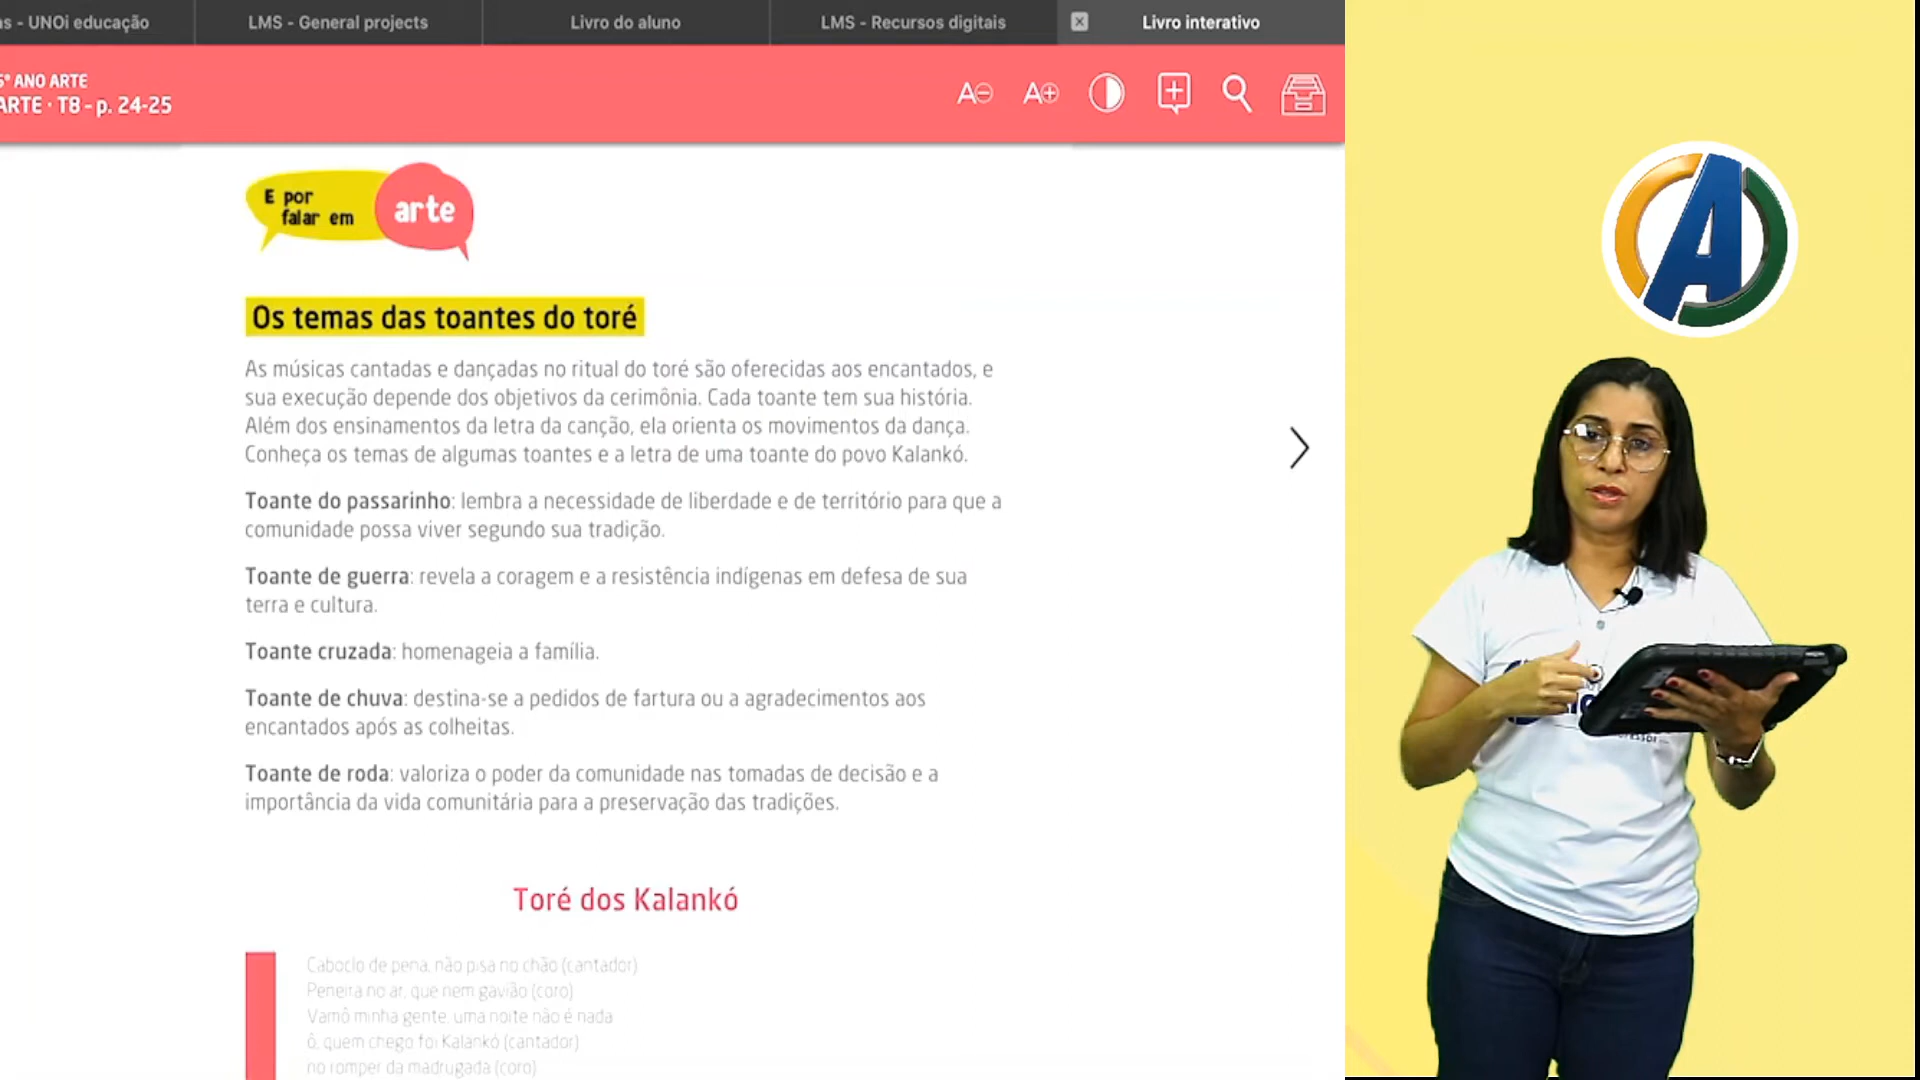 s - UNOi educação
LMS - General projects
Livro do aluno
LMS - Recursos digitais
Livro interativo
5º ANO ARTE
ARTE · T8 - p. 24-25
A-
A+
E por
falar em
arte
Os temas das toantes do toré
As músicas cantadas e dançadas no ritual do toré são oferecidas aos encantados, e
sua execução depende dos objetivos da cerimônia. Cada toante tem sua história.
Além dos ensinamentos da letra da canção, ela orienta os movimentos da dança.
Conheça os temas de algumas toantes e a letra de uma toante do povo Kalankó.
Toante do passarinho: lembra a necessidade de liberdade e de território para que a
comunidade possa viver segundo sua tradição.
Toante de guerra: revela a coragem e a resistência indígenas em defesa de sua
terra e cultura.
Toante cruzada: homenageia a família.
Toante de chuva: destina-se a pedidos de fartura ou a agradecimentos aos
encantados após as colheitas.
Toante de roda: valoriza o poder da comunidade nas tomadas de decisão e a
importância da vida comunitária para a preservação das tradições.
Toré dos Kalankó
Caboclo de pena, não pisa no chão (cantador)
Peneira no ar, que nem gavião (coro)
Vamô minha gente, uma noite não é nada
ô, quem chego foi Kalankó (cantador)
no romper da madrugada (coro)
A